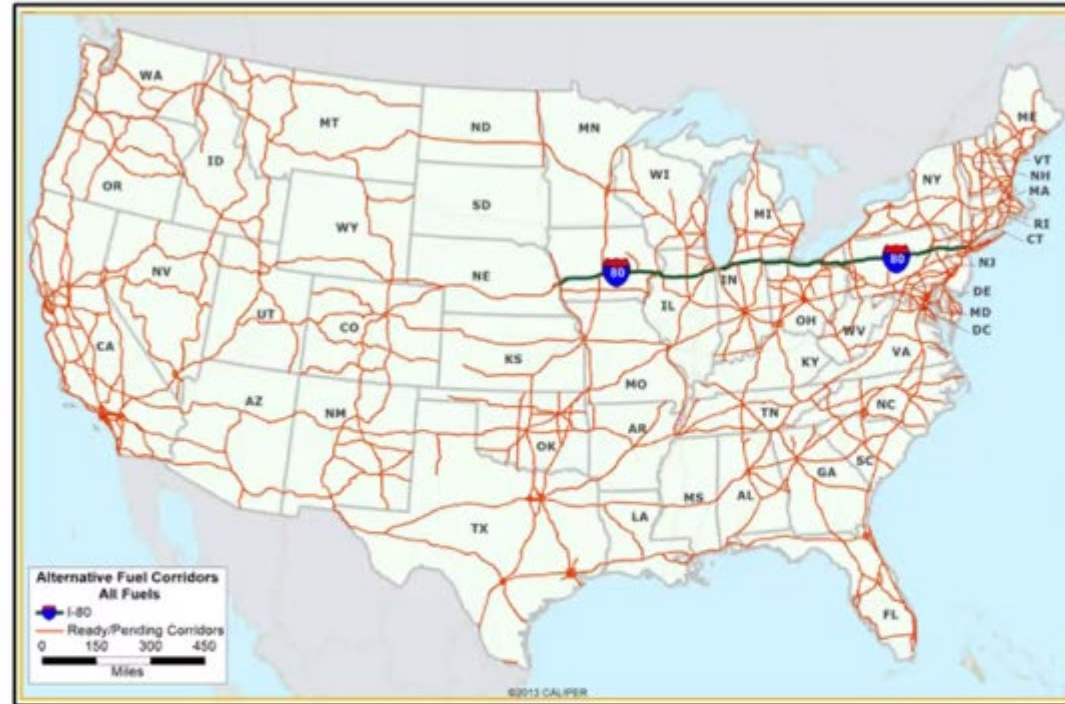 WA
MT
ND
MN
ME
ID
OR
WI
NY
VT
NH
MA
SD
MI
WY
RI
CT
NV
NE
80
80
IN
NJ
IL
UT
CO
OH
DE
WV
MD
DC
CA
KS
VA
KY
MO
AZ
NM
TN
NC
OK
AR
SC
GA
MS
AL
LA
TX
FL
Alternative Fuel Corridors
All Fuels
I-80
Ready/Pending Corridors
0 150 300 450
Miles
©2013 CALIPER